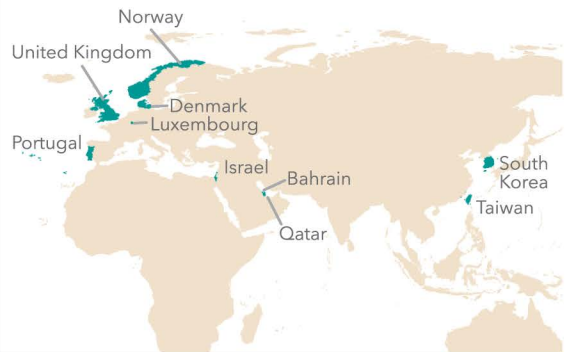 Norway
United Kingdom
Denmark
Luxembourg
Portugal
Israel
Bahrain
Qatar
South
Korea
Taiwan